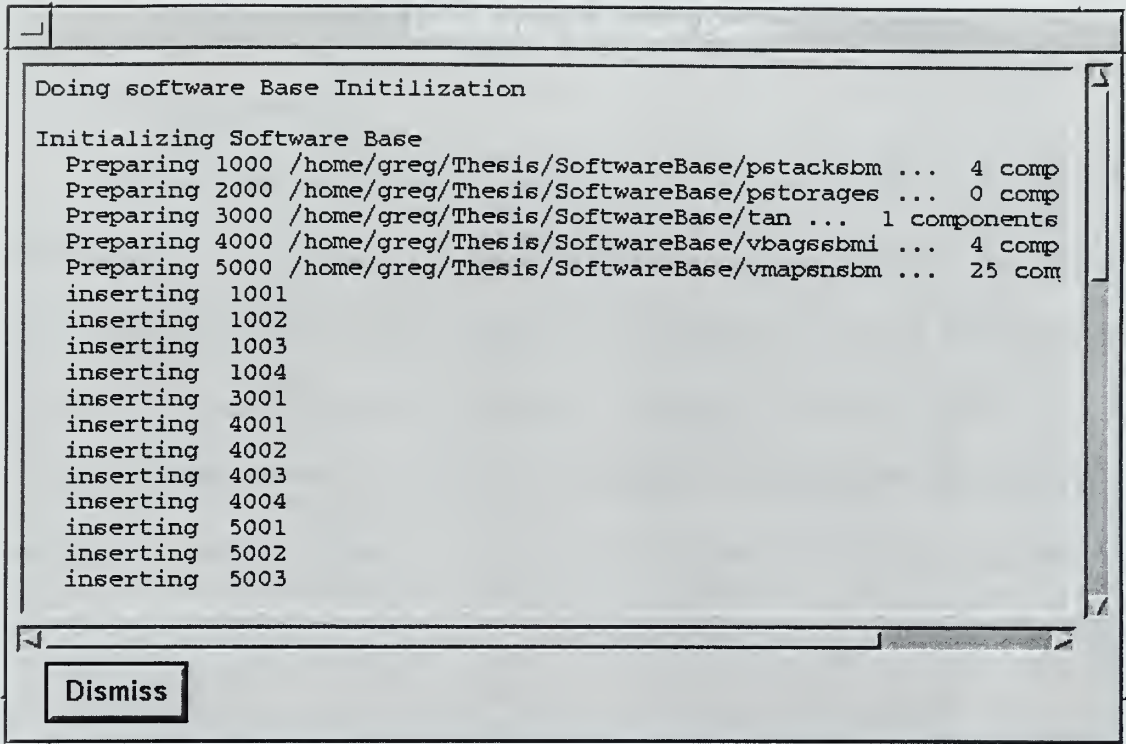 Doing software Base Initilization
Initializing Software Base
Preparing 1000 /home/greg/Thesis/SoftwareBase/pstacksbm ... 4 comp
Preparing 2000 /home/greg/Thesis/SoftwareBase/pstorages ... 0 comp
Preparing 3000 /home/greg/Thesis/SoftwareBase/tan ... 1 components
Preparing 4000 /home/greg/Thesis/SoftwareBase/vbagssbmi ... 4 comp
Preparing 5000 /home/greg/Thesis/SoftwareBase/vmapsnsbm ... 25 com
inserting 1001
inserting 1002
inserting 1003
inserting 1004
inserting 3001
inserting 4001
inserting 4002
inserting 4003
inserting 4004
inserting 5001
inserting 5002
inserting 5003
Dismiss